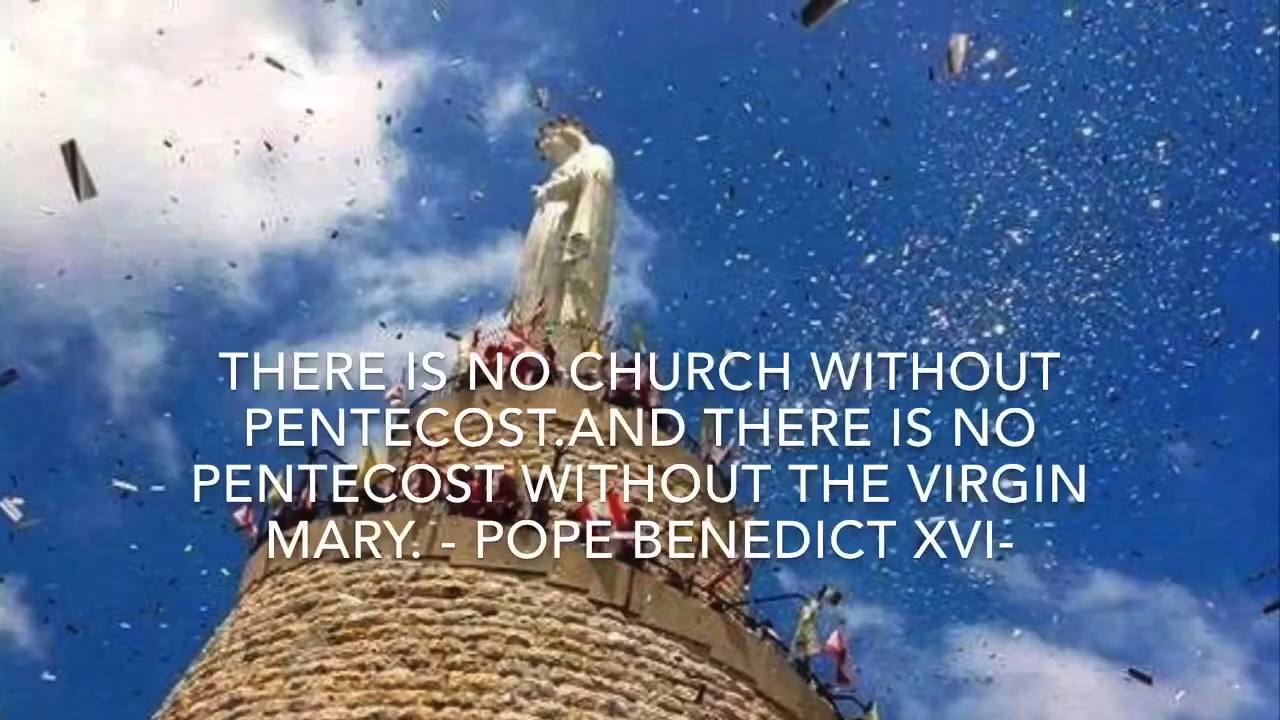 THERE IS NO CHURCH WITHOUT
PENTECOST.AND THERE IS NO
PENTECOST WITHOUT THE VIRGIN
MARY. - POPE BENEDICT XVI-